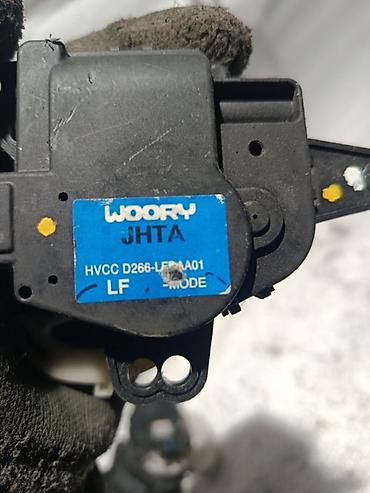 WOORY
JHTA
HVCC
LF -MODE